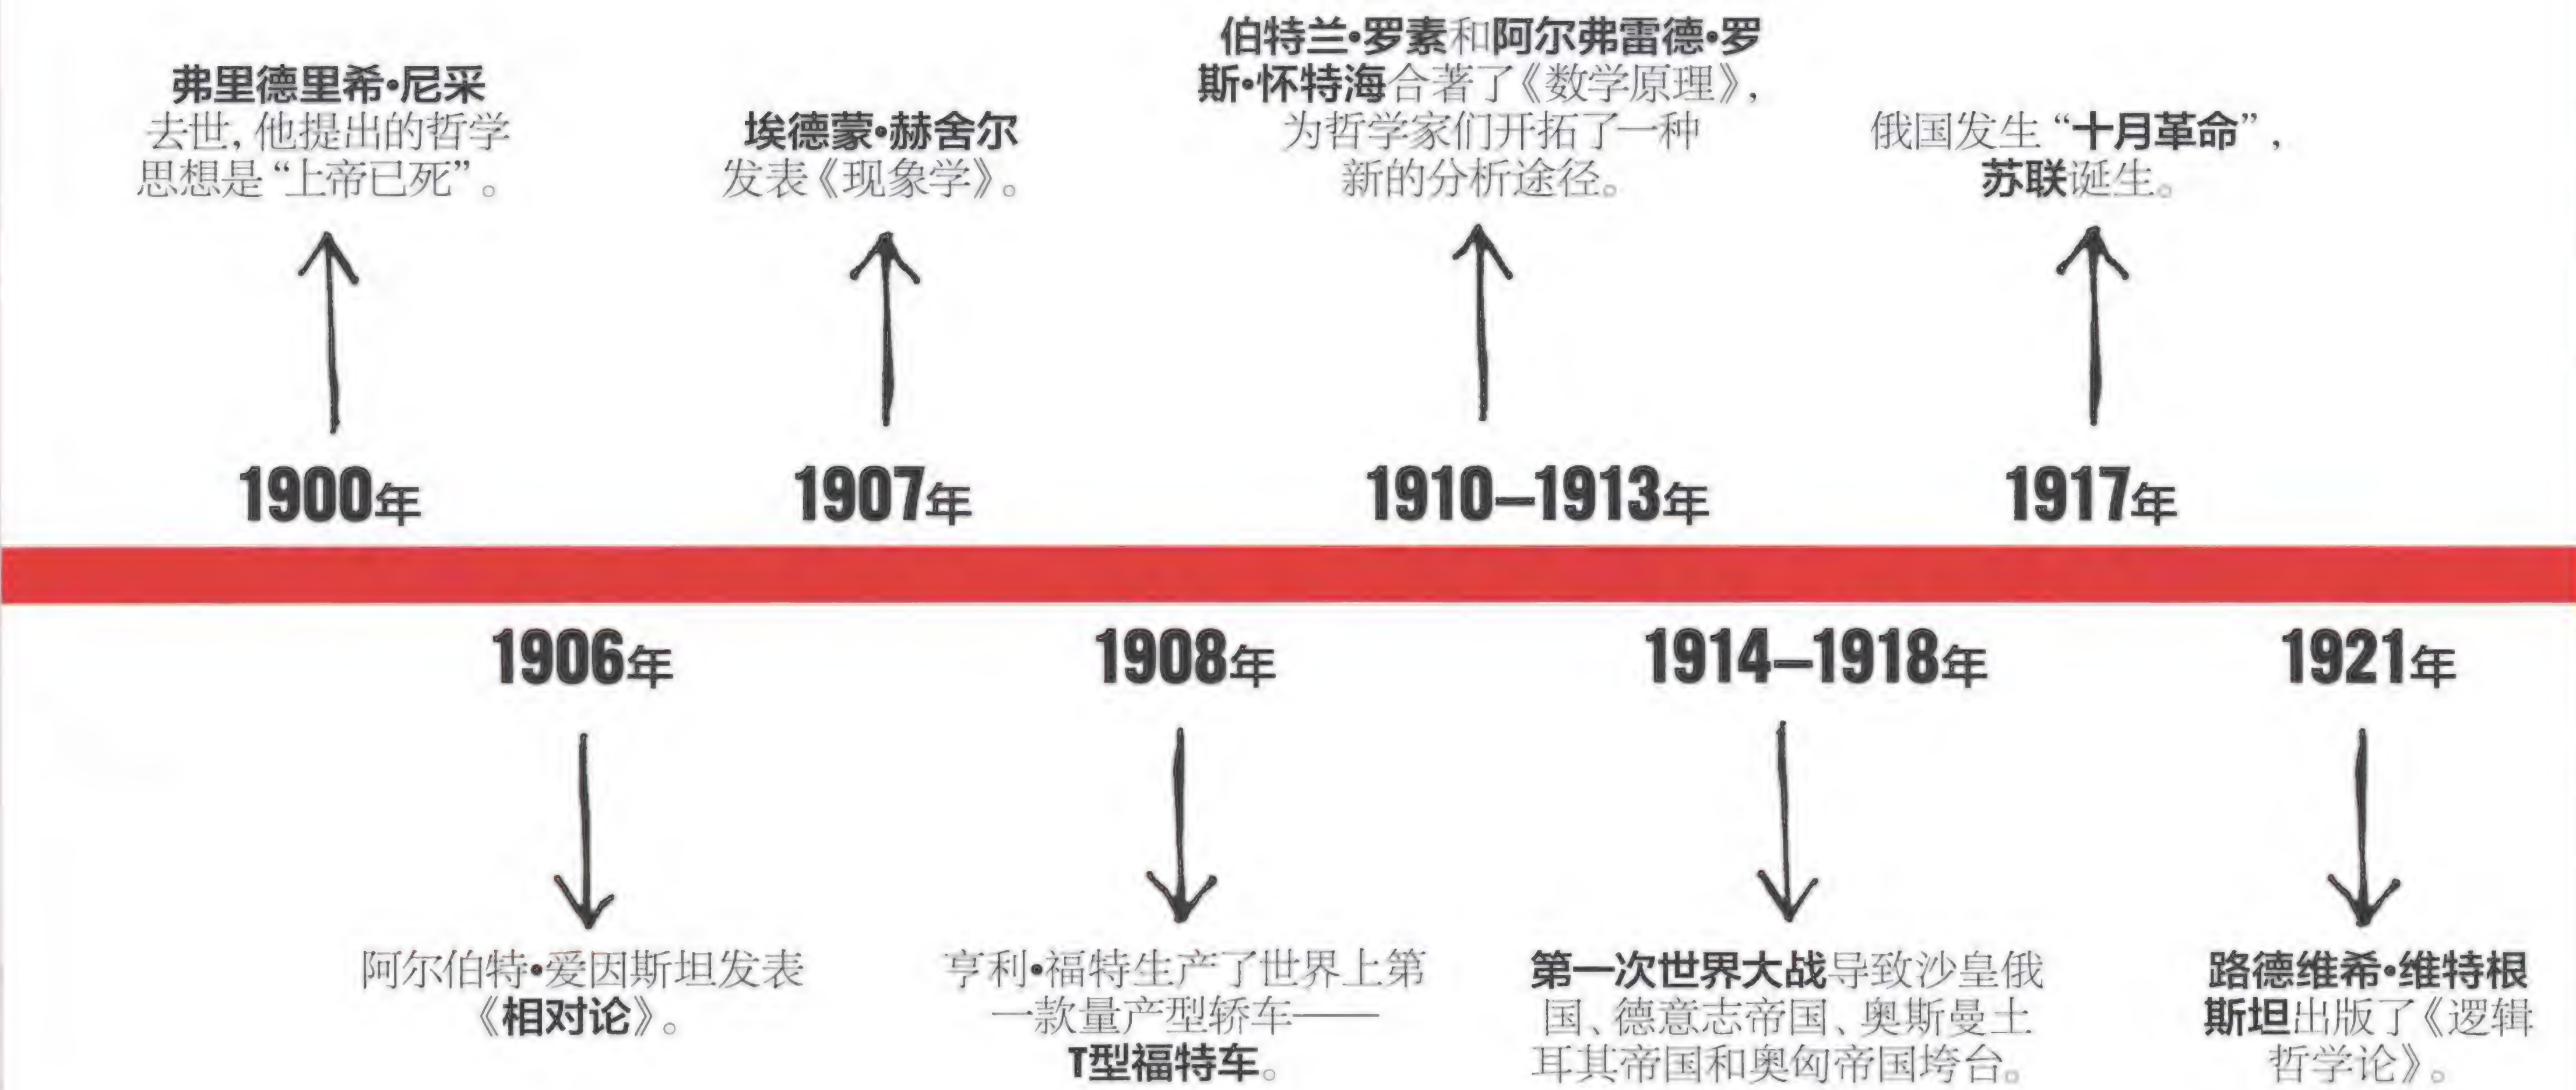 弗里德里希•尼采
去世，他提出的哲学
思想是“上帝已死”。
1900年
埃德蒙•赫舍尔
发表《现象学》。
1907年
伯特兰•罗素和阿尔弗雷德•罗
斯•怀特海合著了《数学原理》，
为哲学家们开拓了一种
新的分析途径。
1910–1913年
俄国发生“十月革命”，
苏联诞生。
1917年
1906年
阿尔伯特•爱因斯坦发表
《相对论》。
1908年
亨利•福特生产了世界上第
一款量产型轿车——
T型福特车。
1914–1918年
第一次世界大战导致沙皇俄
国、德意志帝国、奥斯曼土
耳其帝国和奥匈帝国垮台。
1921年
路德维希•维特根
斯坦出版了《逻辑
哲学论》。